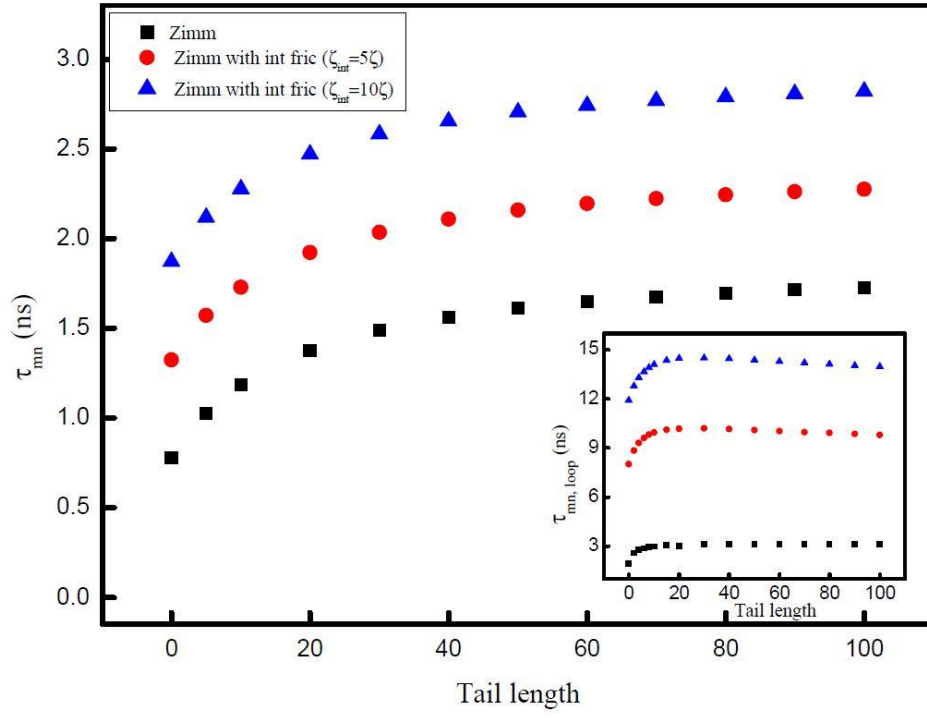 Zimm
Zimm with int fric (ζint=5ζ)
Zimm with int fric (ζint=10ζ)
3.0
2.5
2.0
1.5
1.0
0.5
0.0
τmn (ns)
0 20 40 60 80 100
Tail length
15
12
9
6
3
τmn, loop (ns)
0 20 40 60 80 100
Tail length